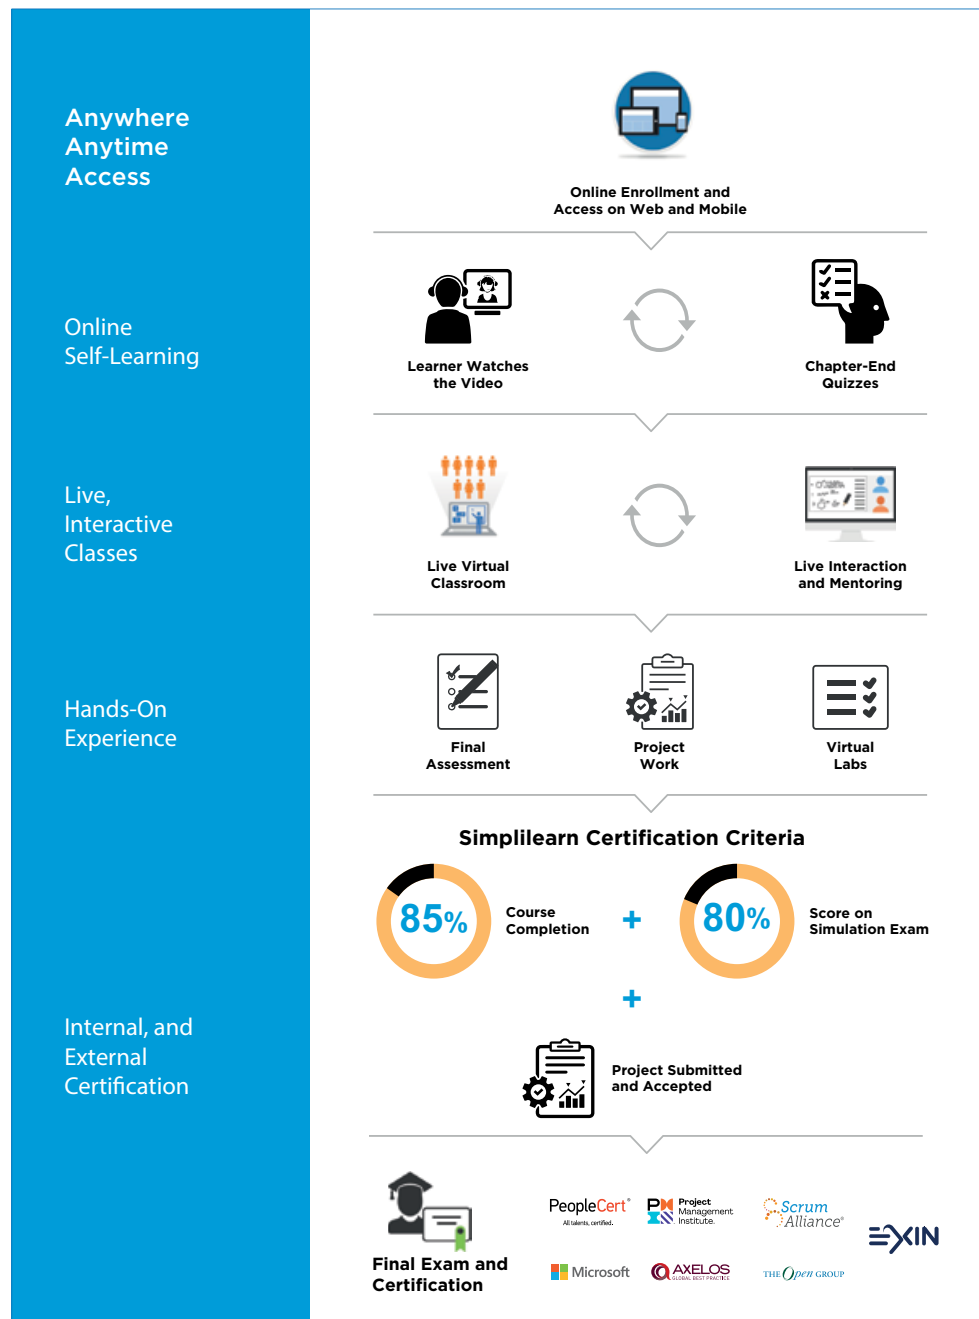 Anywhere
Anytime
Access
Online Enrollment and
Access on Web and Mobile
Online
Self-Learning
Learner Watches
the Video
Chapter-End
Quizzes
Live,
Interactive
Classes
Live Virtual
Classroom
Live Interaction
and Mentoring
Hands-On
Experience
Final
Assessment
Project
Work
Virtual
Labs
Simplilearn Certification Criteria
85%
Course
Completion
+
80%
Score on
Simulation Exam
+
Internal, and
External
Certification
Project Submitted
and Accepted
Final Exam and
Certification
PeopleCert®
All talents, certified.
Project
Management
Institute.
Scrum
Alliance®
EXIN
Microsoft
AXELOS
GLOBAL BEST PRACTICE
THE Open GROUP